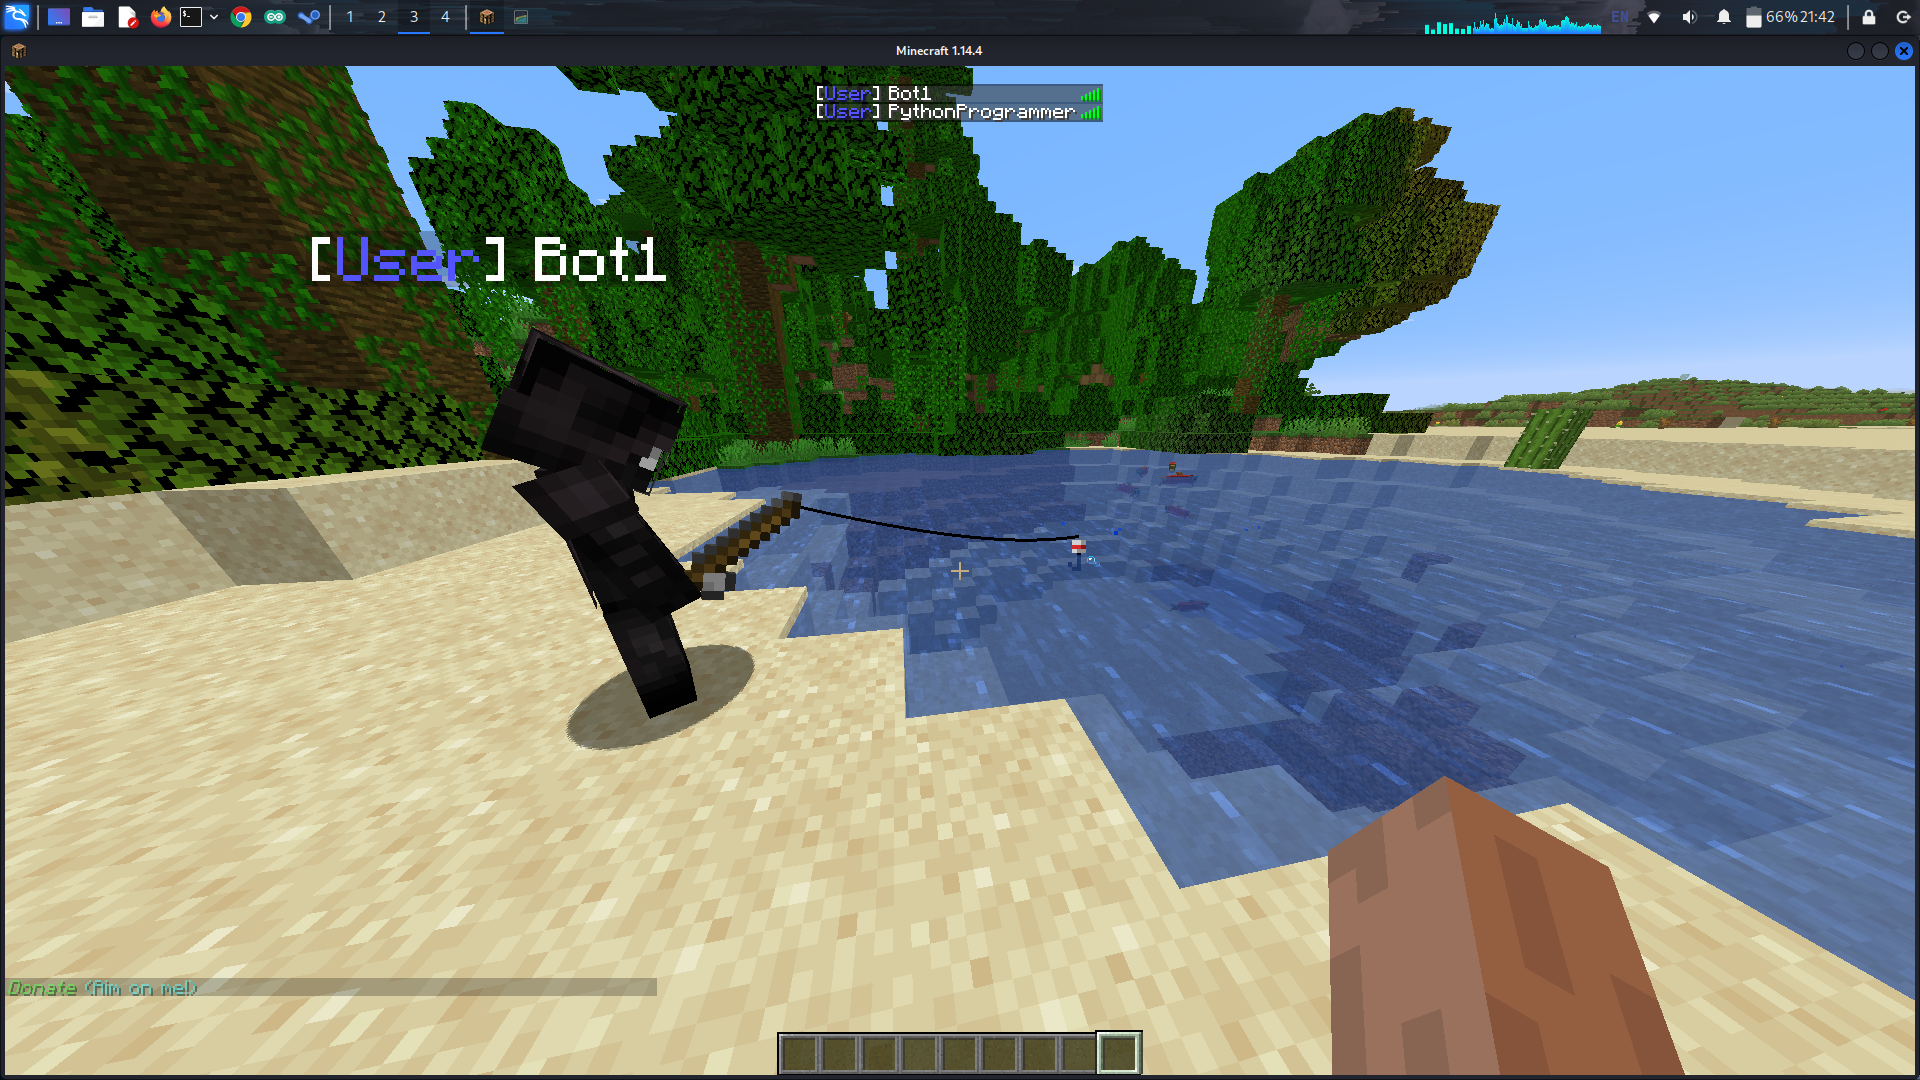 1 2 3 4
EN
66% 21:42
Minecraft 1.14.4
[User] Bot1
[User] PythonProgrammer
[User] Bot1
Donate (Aim on me!)